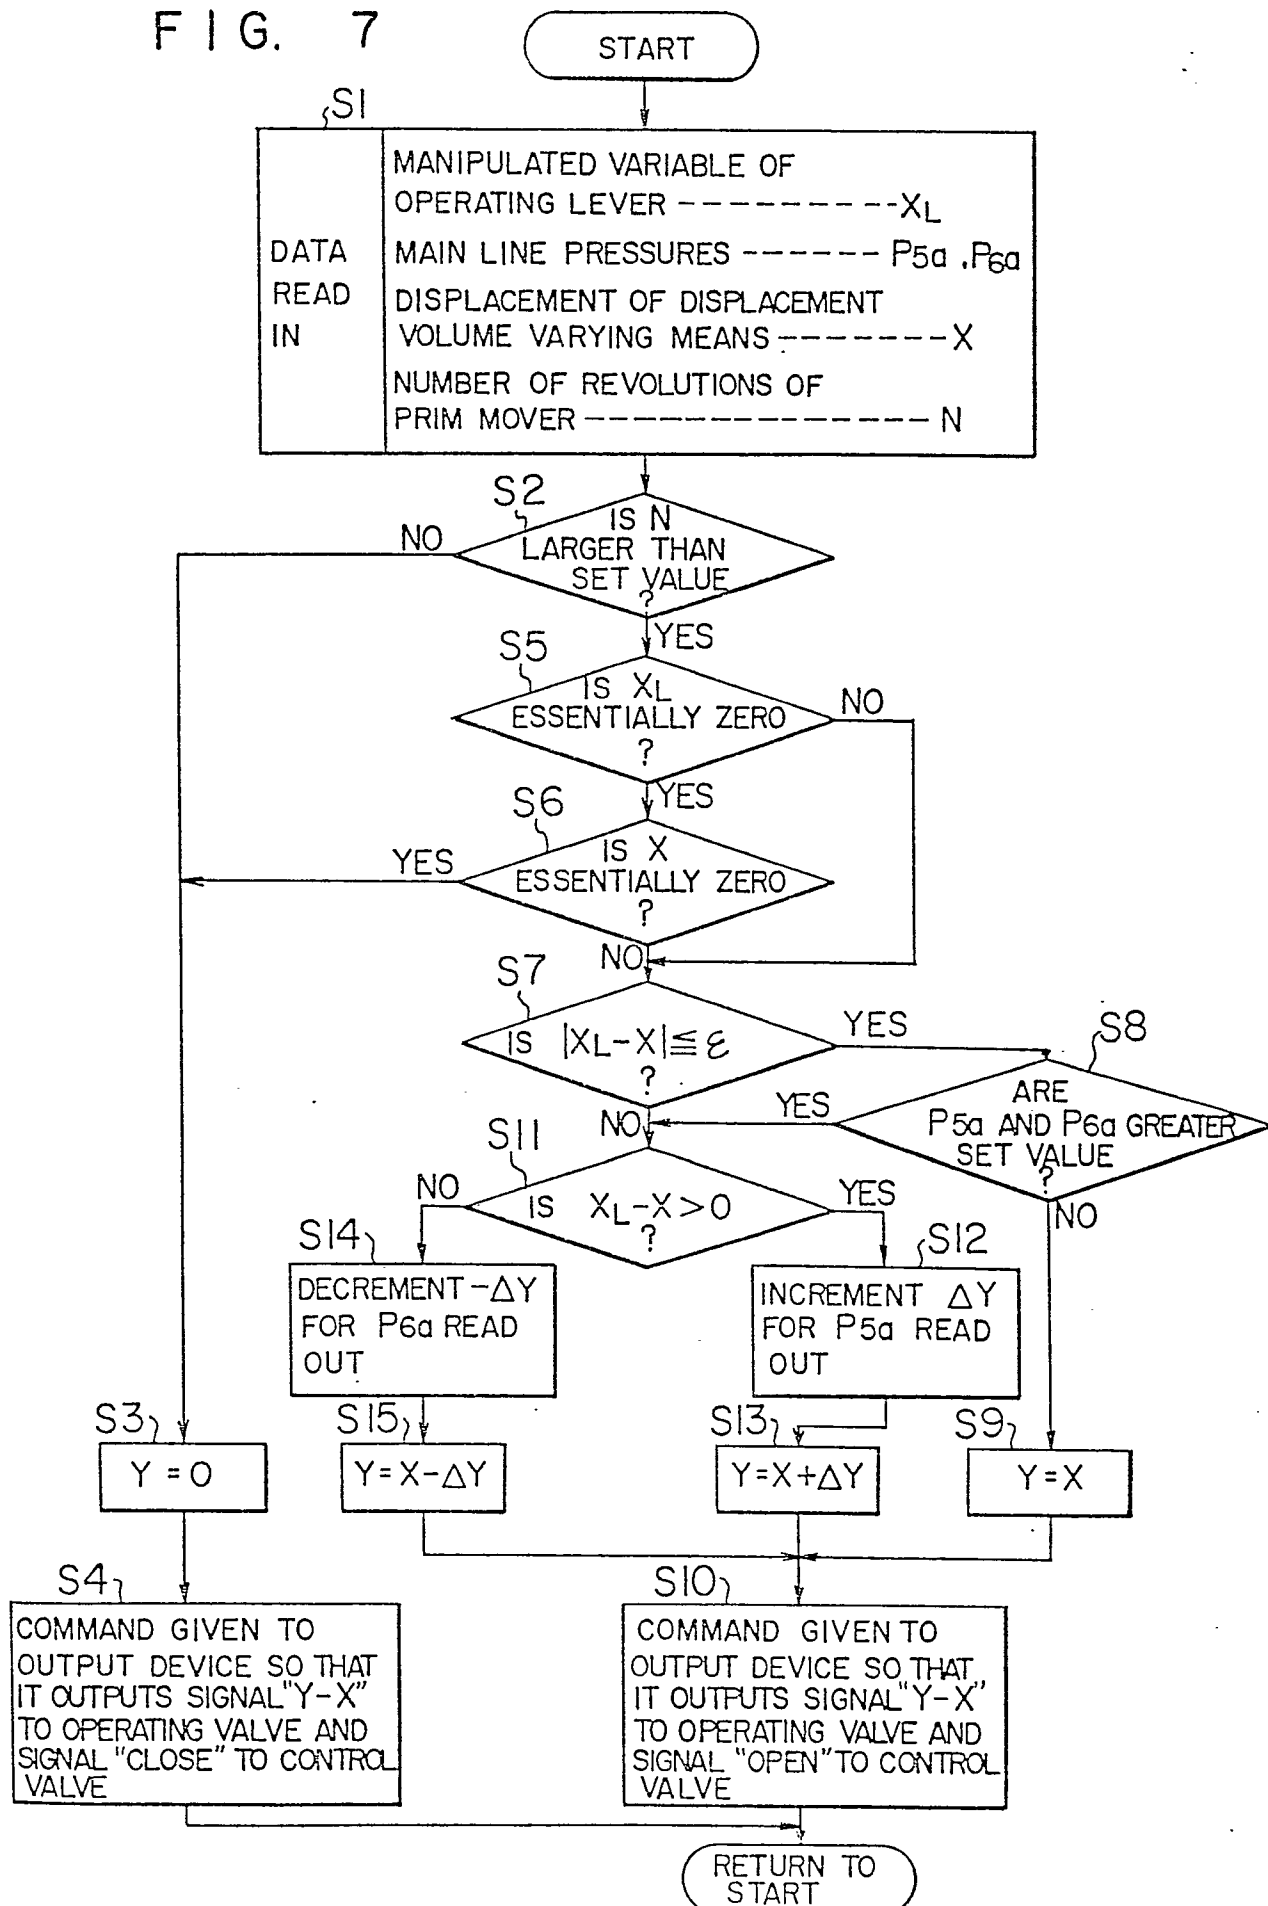 FIG. 7
START
S1
DATA
READ
IN
MANIPULATED VARIABLE OF
OPERATING LEVER ---------- XL
MAIN LINE PRESSURES ------ P5a .P6a
DISPLACEMENT OF DISPLACEMENT
VOLUME VARYING MEANS ------- X
NUMBER OF REVOLUTIONS OF
PRIM MOVER --------------- N
S2
IS N
LARGER THAN
SET VALUE
?
NO
YES
S5
IS XL
ESSENTIALLY ZERO
?
NO
YES
S6
IS X
ESSENTIALLY ZERO
?
YES
NO
S7
IS |XL-X|≦ε
?
YES
NO
S8
ARE
P5a AND P6a GREATER
SET VALUE
?
YES
NO
S11
IS XL-X>0
?
NO
YES
S14
DECREMENT -ΔY
FOR P6a READ
OUT
S12
INCREMENT ΔY
FOR P5a READ
OUT
S3
Y = 0
S15
Y=X-ΔY
S13
Y=X+ΔY
S9
Y=X
S4
COMMAND GIVEN TO
OUTPUT DEVICE SO THAT
IT OUTPUTS SIGNAL "Y-X"
TO OPERATING VALVE AND
SIGNAL "CLOSE" TO CONTROL
VALVE
S10
COMMAND GIVEN TO
OUTPUT DEVICE SO THAT
IT OUTPUTS SIGNAL "Y-X"
TO OPERATING VALVE AND
SIGNAL "OPEN" TO CONTROL
VALVE
RETURN TO
START